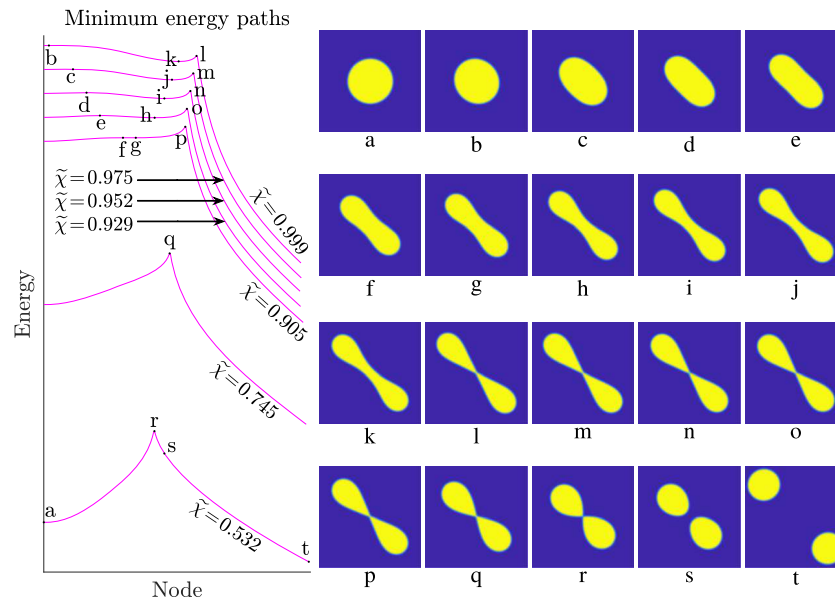 Minimum energy paths
b
c
d
e
f g
h
i
j
k
l
m
n
o
p
χ̃=0.975
χ̃=0.952
χ̃=0.929
χ̃=0.999
χ̃=0.905
q
χ̃=0.745
r
s
a
χ̃=0.532
t
Energy
Node
a b c d e
f g h i j
k l m n o
p q r s t